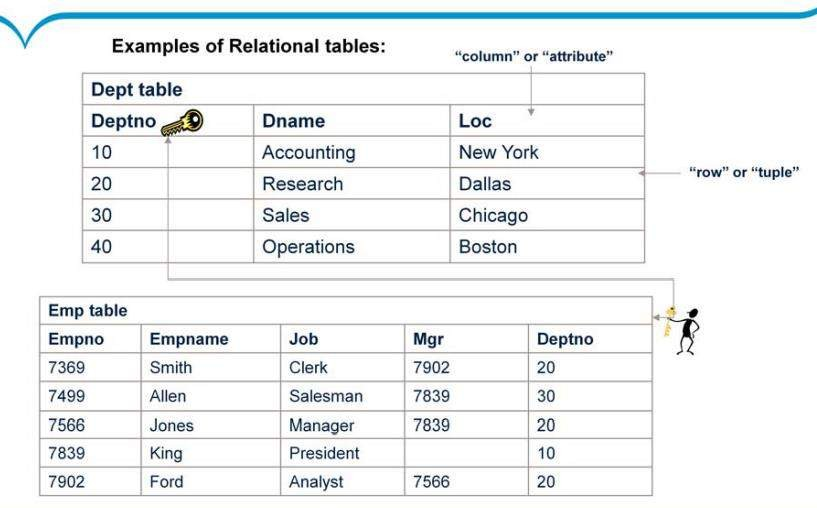 Examples of Relational tables:
“column” or “attribute”
Dept table
Deptno Dname Loc
10 Accounting New York
20 Research Dallas
“row” or “tuple”
30 Sales Chicago
40 Operations Boston
Emp table
Empno Empname Job Mgr Deptno
7369 Smith Clerk 7902 20
7499 Allen Salesman 7839 30
7566 Jones Manager 7839 20
7839 King President 10
7902 Ford Analyst 7566 20